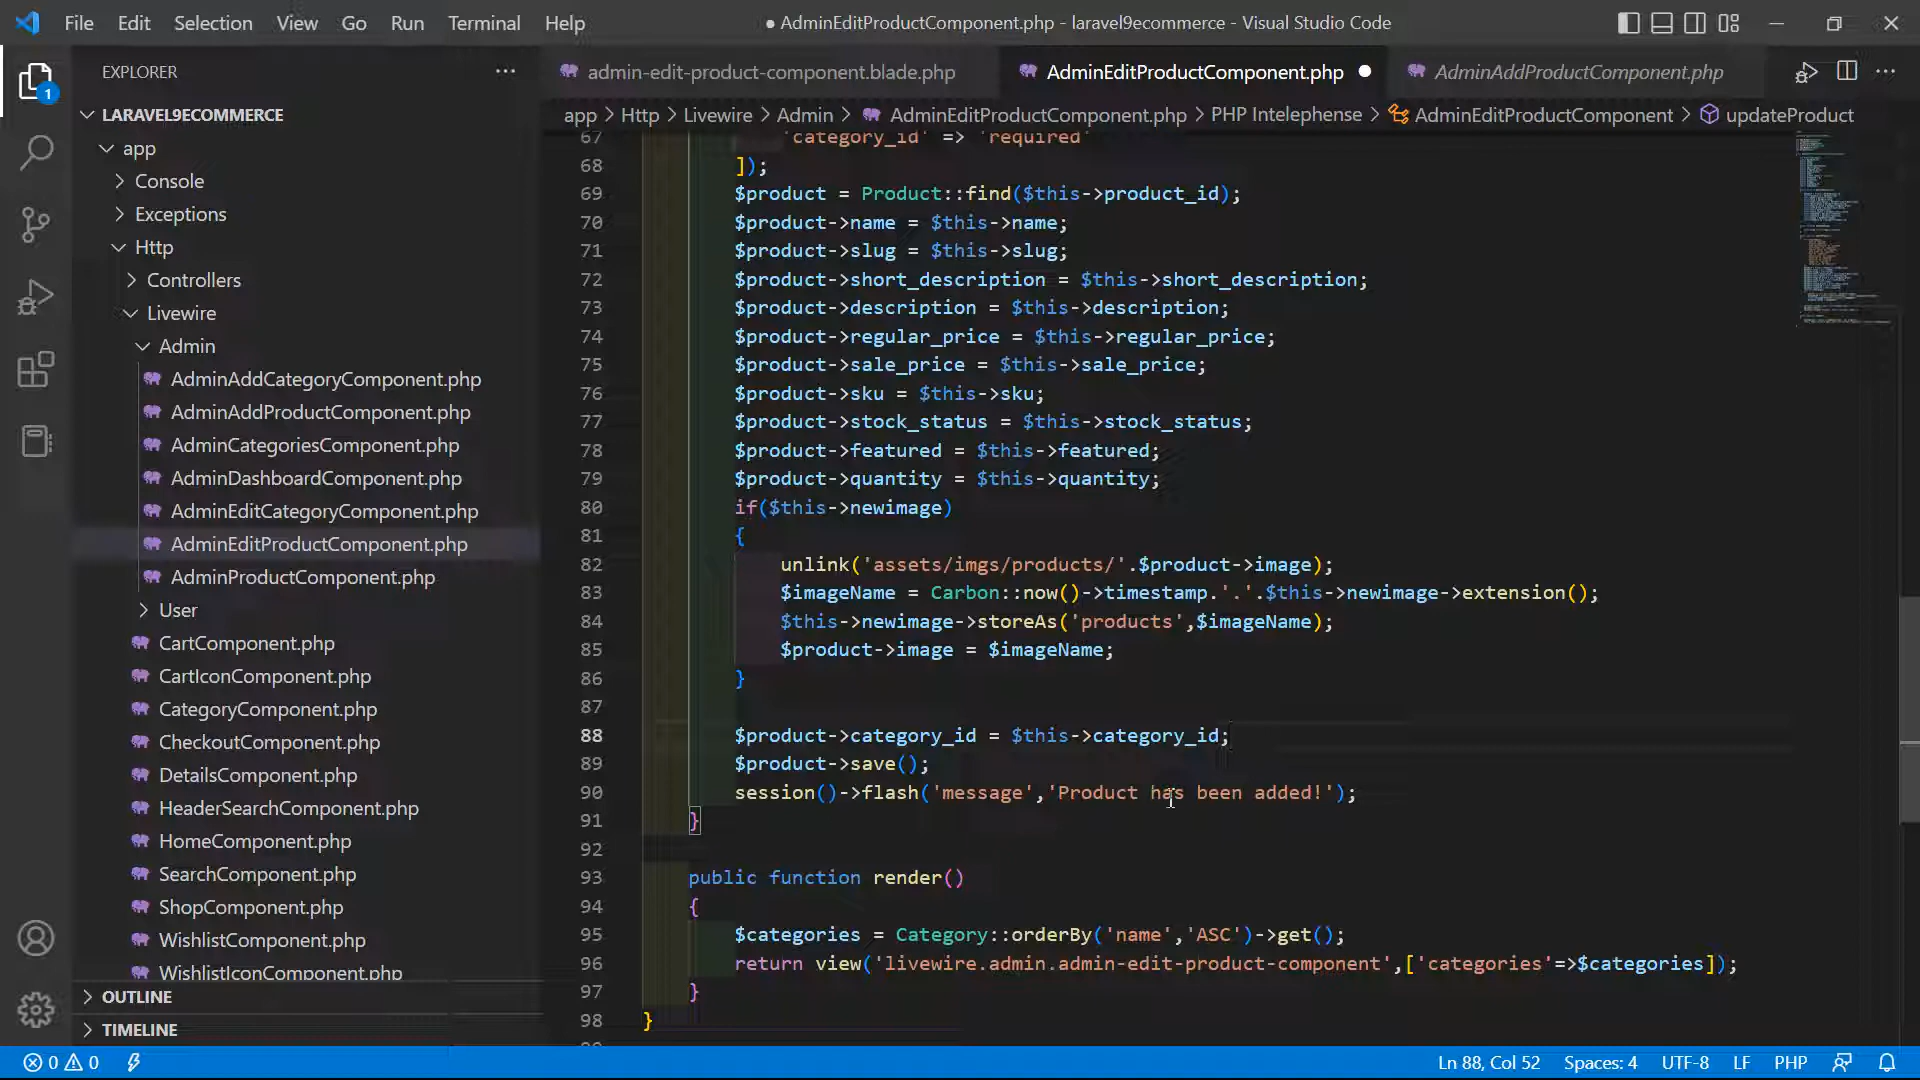 File Edit Selection View Go Run Terminal Help
● AdminEditProductComponent.php - laravel9ecommerce - Visual Studio Code
EXPLORER
1
LARAVEL9ECOMMERCE
app
Console
Exceptions
Http
Controllers
Livewire
Admin
AdminAddCategoryComponent.php
AdminAddProductComponent.php
AdminCategoriesComponent.php
AdminDashboardComponent.php
AdminEditCategoryComponent.php
AdminEditProductComponent.php
AdminProductComponent.php
User
CartComponent.php
CartIconComponent.php
CategoryComponent.php
CheckoutComponent.php
DetailsComponent.php
HeaderSearchComponent.php
HomeComponent.php
SearchComponent.php
ShopComponent.php
WishlistComponent.php
WishlistIconComponent.php
OUTLINE
TIMELINE
admin-edit-product-component.blade.php
AdminEditProductComponent.php
AdminAddProductComponent.php
app > Http > Livewire > Admin > AdminEditProductComponent.php > PHP Intelephense > AdminEditProductComponent > updateProduct
67 'category_id' => 'required'
68 ]);
69 $product = Product::find($this->product_id);
70 $product->name = $this->name;
71 $product->slug = $this->slug;
72 $product->short_description = $this->short_description;
73 $product->description = $this->description;
74 $product->regular_price = $this->regular_price;
75 $product->sale_price = $this->sale_price;
76 $product->sku = $this->sku;
77 $product->stock_status = $this->stock_status;
78 $product->featured = $this->featured;
79 $product->quantity = $this->quantity;
80 if($this->newimage)
81 {
82 unlink('assets/imgs/products/'.$product->image);
83 $imageName = Carbon::now()->timestamp.'.'.$this->newimage->extension();
84 $this->newimage->storeAs('products',$imageName);
85 $product->image = $imageName;
86 }
87
88 $product->category_id = $this->category_id;
89 $product->save();
90 session()->flash('message','Product has been added!');
91 }
92
93 public function render()
94 {
95 $categories = Category::orderBy('name','ASC')->get();
96 return view('livewire.admin.admin-edit-product-component',['categories'=>$categories]);
97 }
98 }
0 0
Ln 88, Col 52 Spaces: 4 UTF-8 LF PHP